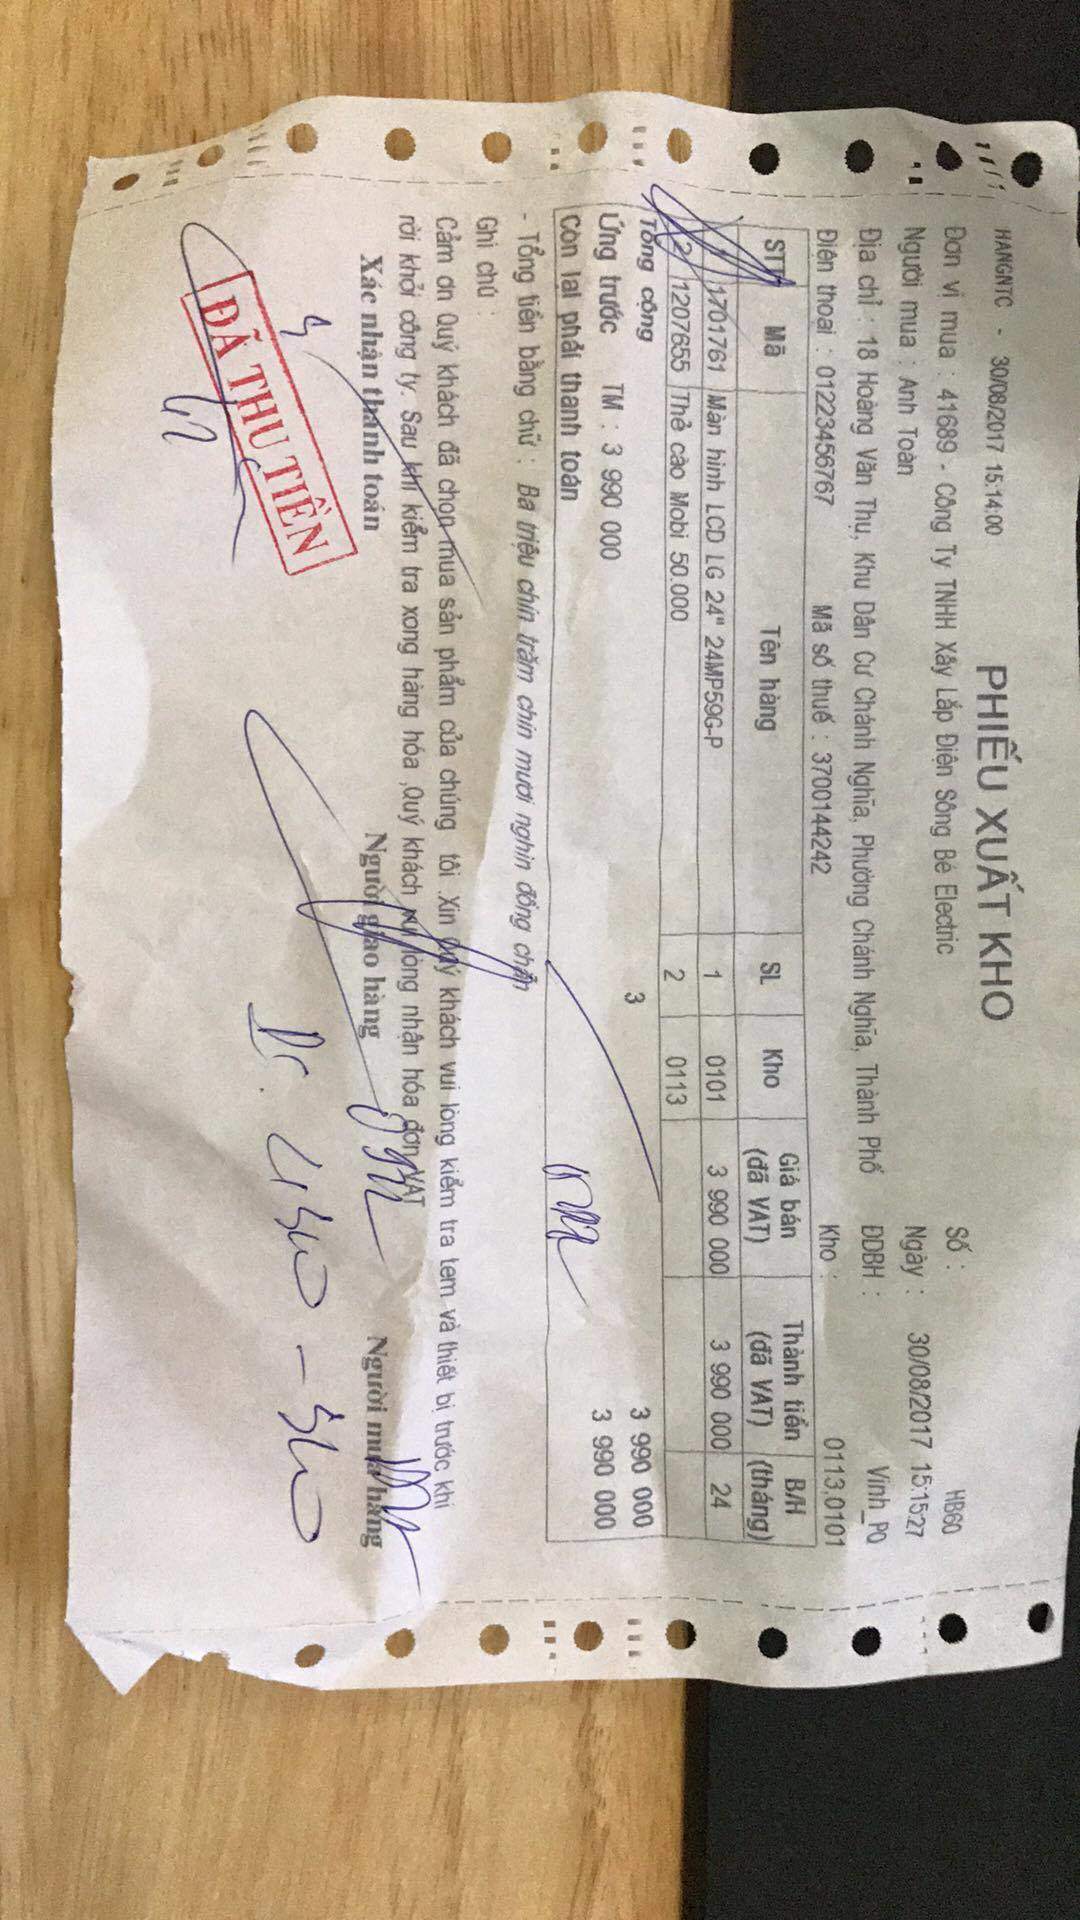 HANGNTC - 30/08/2017 15:14:00
PHIẾU XUẤT KHO
Số : HB60
Đơn vị mua : 41689 - Công Ty TNHH Xây Lắp Điện Sông Bé Electric
Ngày : 30/08/2017 15:15:27
Người mua : Anh Toàn
ĐDBH : Vinh_PO
Địa chỉ : 18 Hoàng Văn Thụ, Khu Dân Cư Chánh Nghĩa, Phường Chánh Nghĩa, Thành Phố
Kho : 0113,0101
Điện thoại : 01223456767 Mã số thuế : 3700144242
STT Mã Tên hàng SL Kho Giá bán (đã VAT) Thành tiền (đã VAT) B/H (tháng)
1 1701761 Màn hình LCD LG 24" 24MP59G-P 1 0101 3 990 000 3 990 000 24
2 1207655 Thẻ cào Mobi 50.000 2 0113
Tổng cộng 3 3 990 000
Ứng trước TM : 3 990 000 3 990 000
Còn lại phải thanh toán
- Tổng tiền bằng chữ : Ba triệu chín trăm chín mươi nghìn đồng chẵn
Ghi chú :
Cảm ơn Quý khách đã chọn mua sản phẩm của chúng tôi .Xin Quý khách vui lòng kiểm tra tem và thiết bị trước khi
rời khỏi công ty. Sau khi kiểm tra xong hàng hóa ,Quý khách vui lòng nhận hóa đơn VAT
Xác nhận thanh toán Người giao hàng Người mua hàng
ĐÃ THU TIỀN